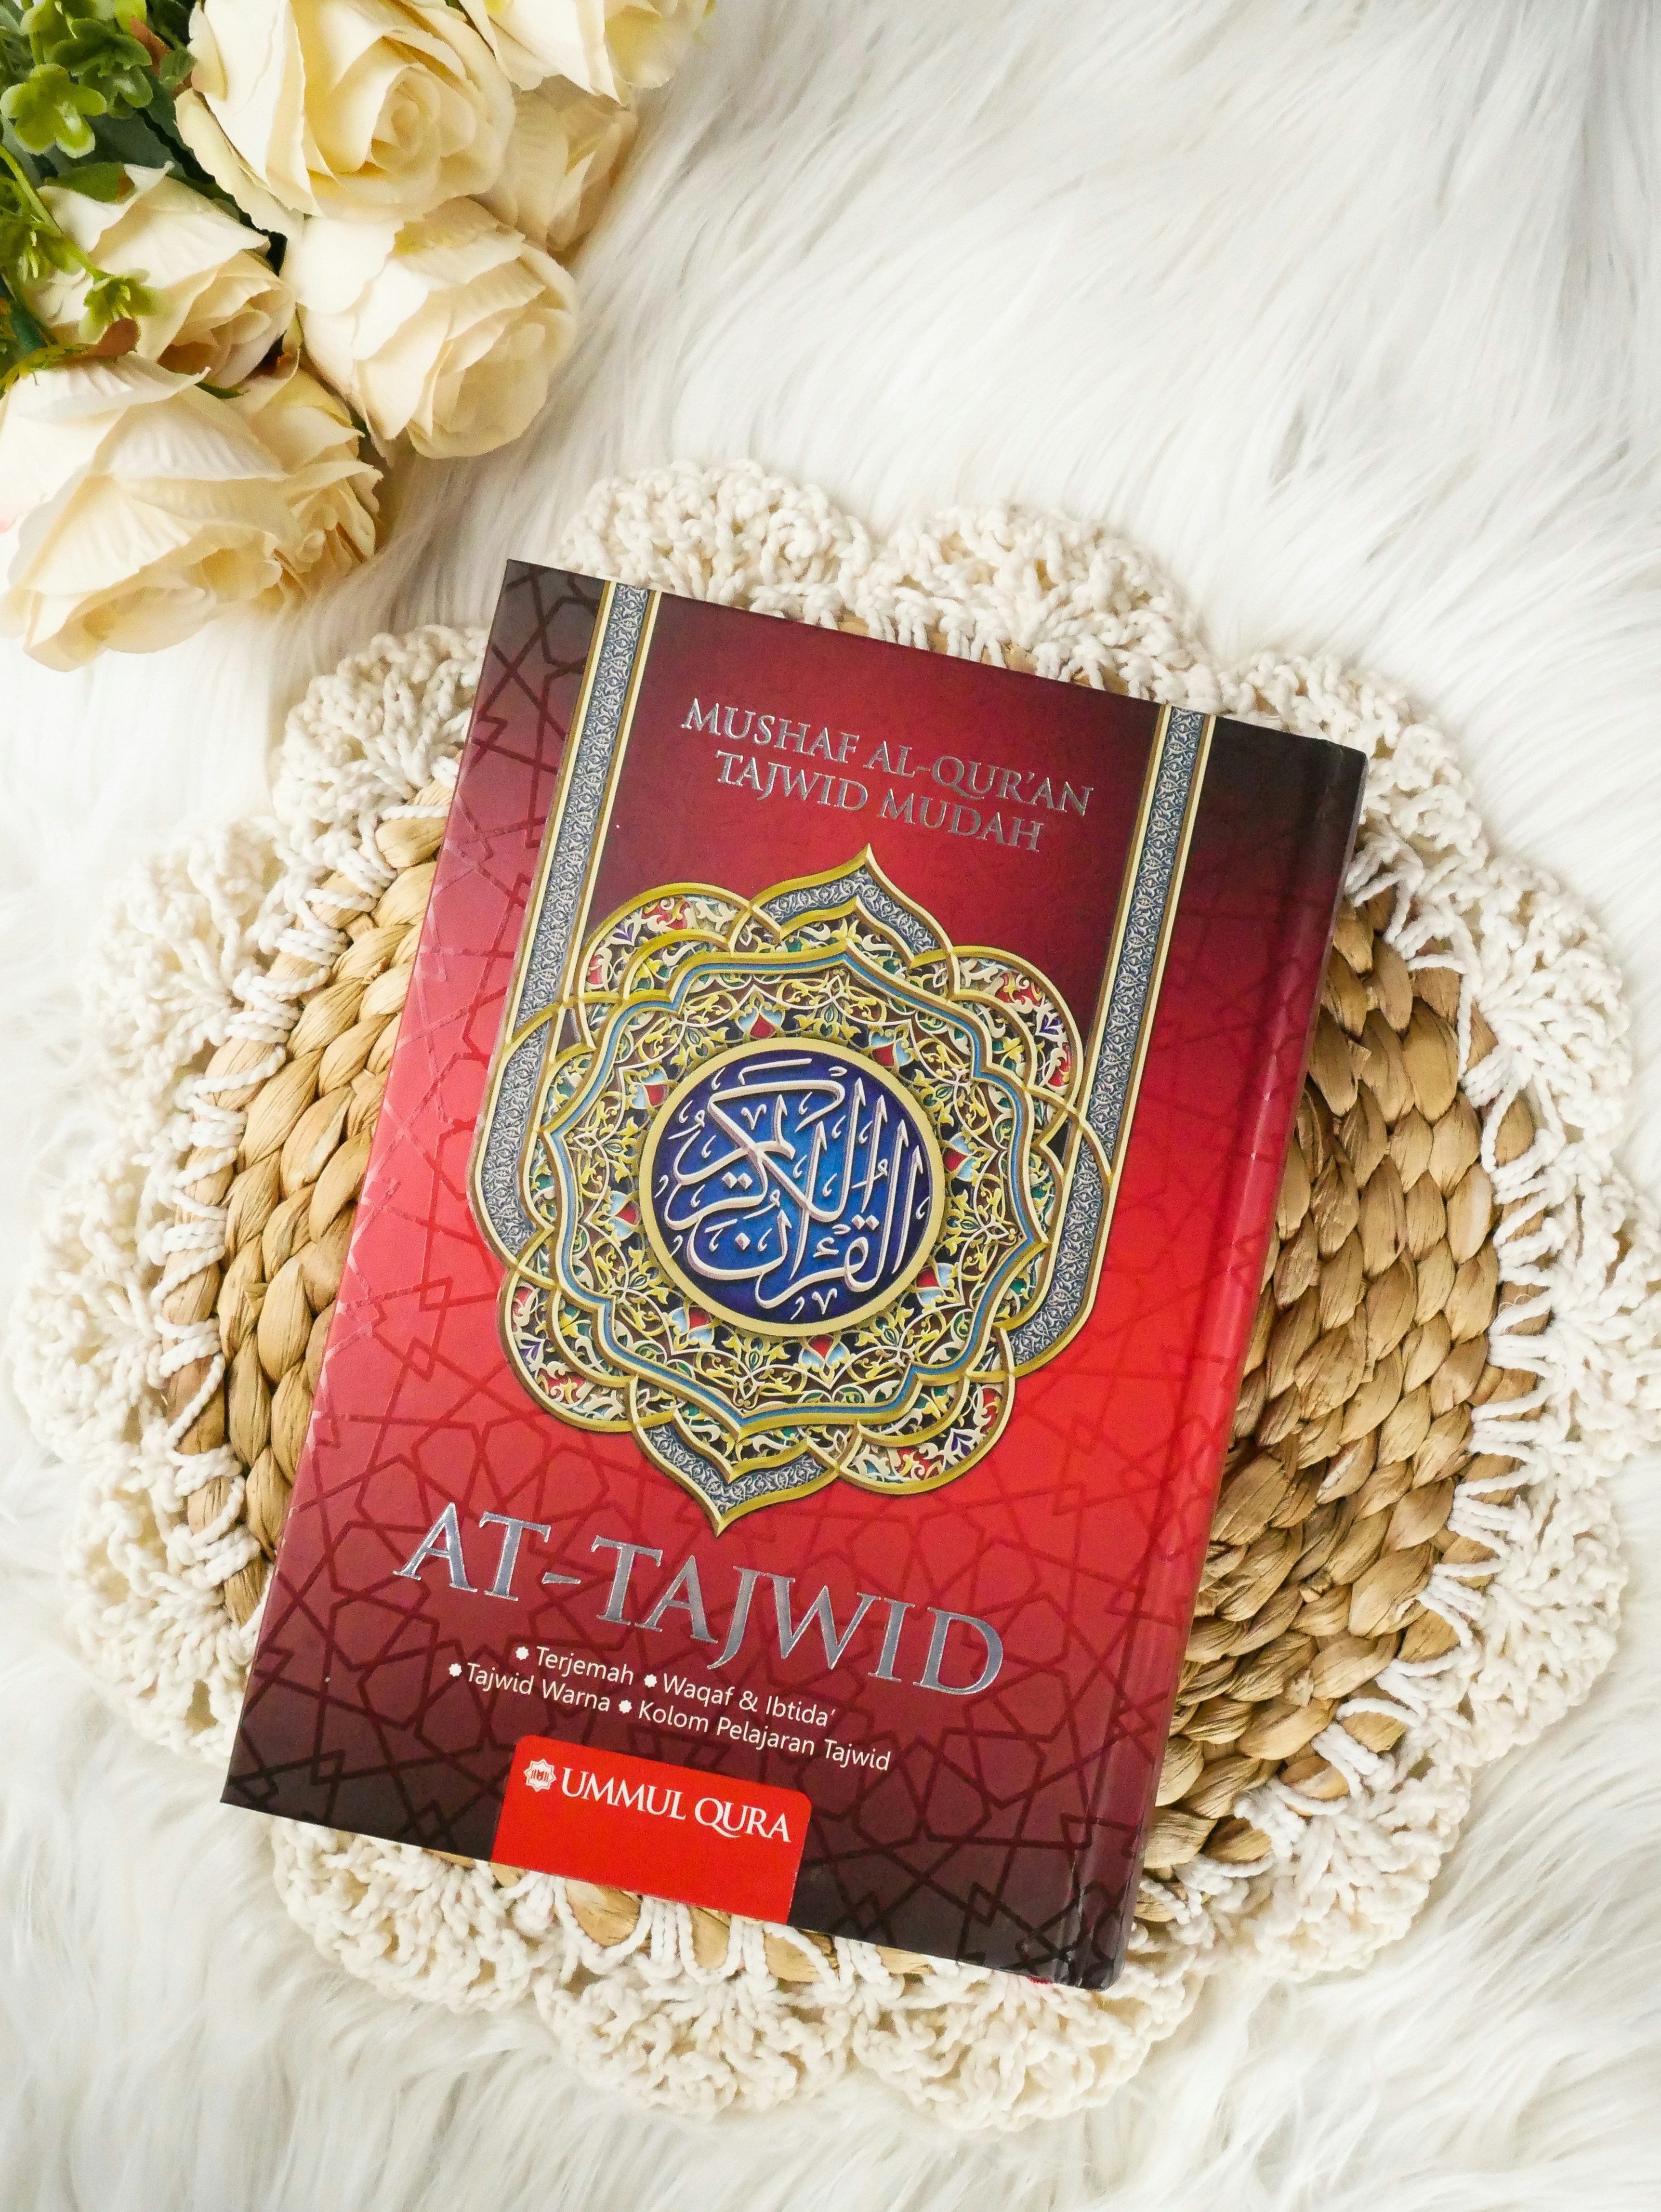 MUSHAF AL-QUR'AN
TAJWID MUDAH
القرءان الكريم
AT-TAJWID
Terjemah Waqaf & Ibtida'
Tajwid Warna Kolom Pelajaran Tajwid
UMMUL QURA